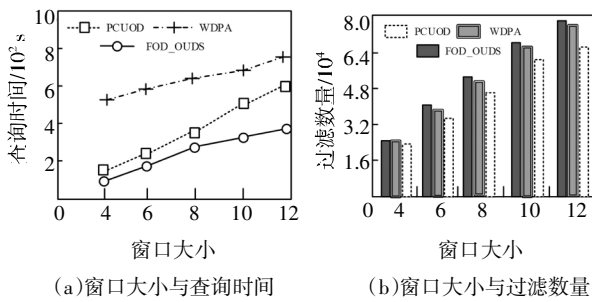 10
8
6
4
2
0
查询时间/10² s
PCUOD
WDPA
FOD_OUDS
4 6 8 10 12
窗口大小
(a)窗口大小与查询时间
8.0
6.4
4.8
3.2
1.6
0
过滤数量/10⁴
PCUOD
WDPA
FOD_OUDS
4 6 8 10 12
窗口大小
(b)窗口大小与过滤数量